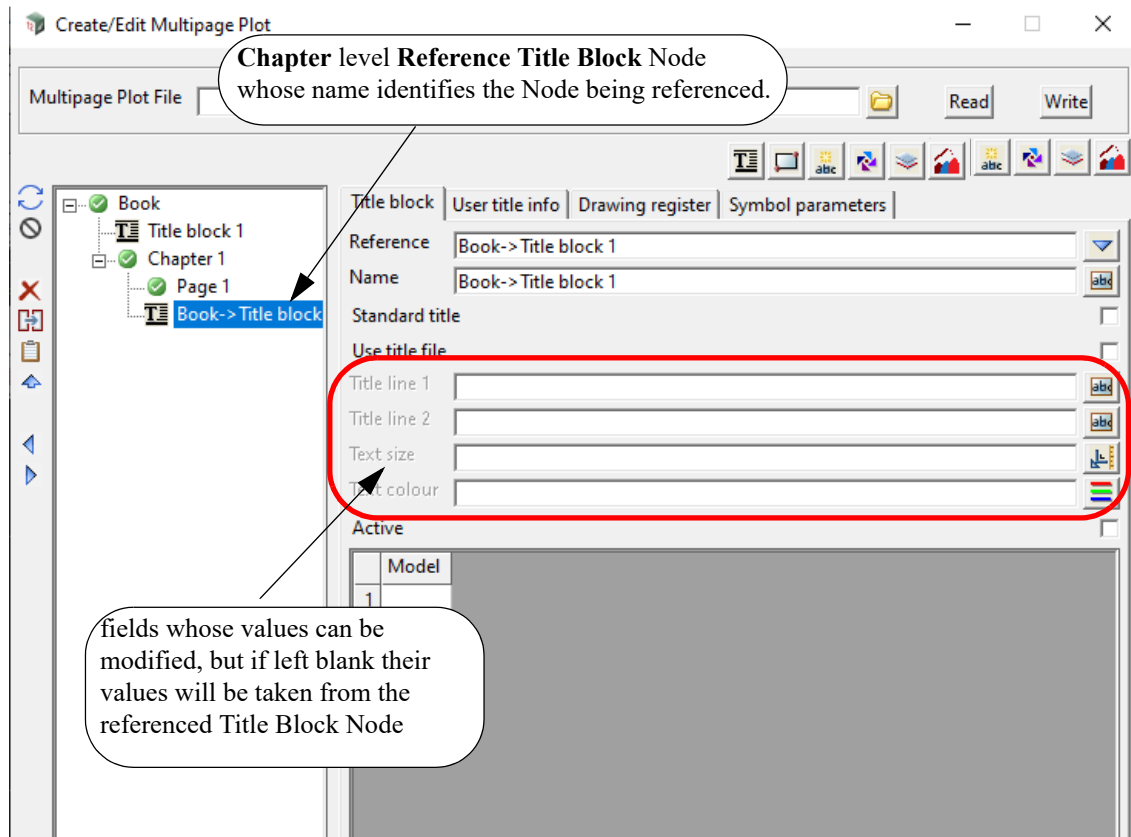 Create/Edit Multipage Plot
Chapter level Reference Title Block Node
whose name identifies the Node being referenced.
Multipage Plot File
Read
Write
Book
Title block 1
Chapter 1
Page 1
Book->Title block
Title block
User title info
Drawing register
Symbol parameters
Reference
Book->Title block 1
Name
Book->Title block 1
Standard title
Use title file
Title line 1
Title line 2
Text size
Text colour
Active
Model
1
fields whose values can be
modified, but if left blank their
values will be taken from the
referenced Title Block Node